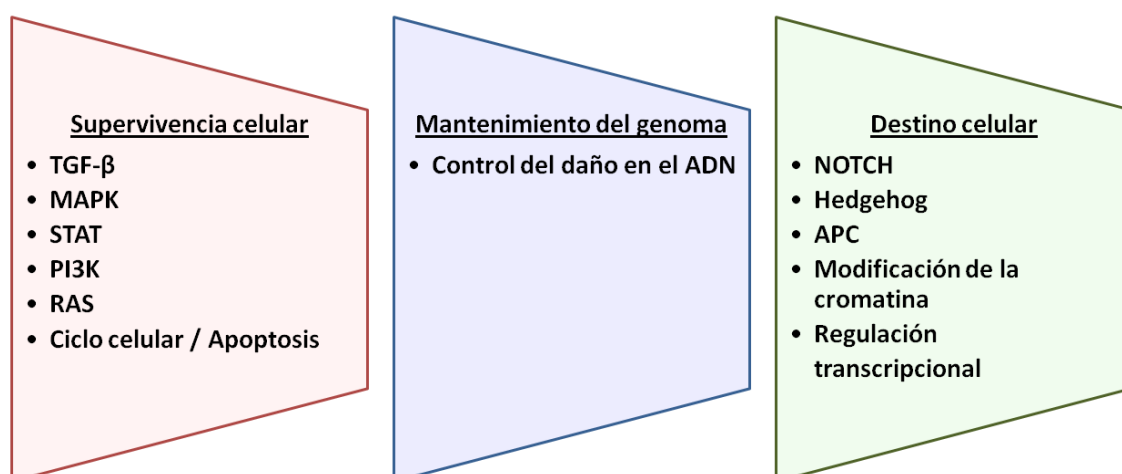 Supervivencia celular
• TGF-β
• MAPK
• STAT
• PI3K
• RAS
• Ciclo celular / Apoptosis
Mantenimiento del genoma
• Control del daño en el ADN
Destino celular
• NOTCH
• Hedgehog
• APC
• Modificación de la
cromatina
• Regulación
transcripcional